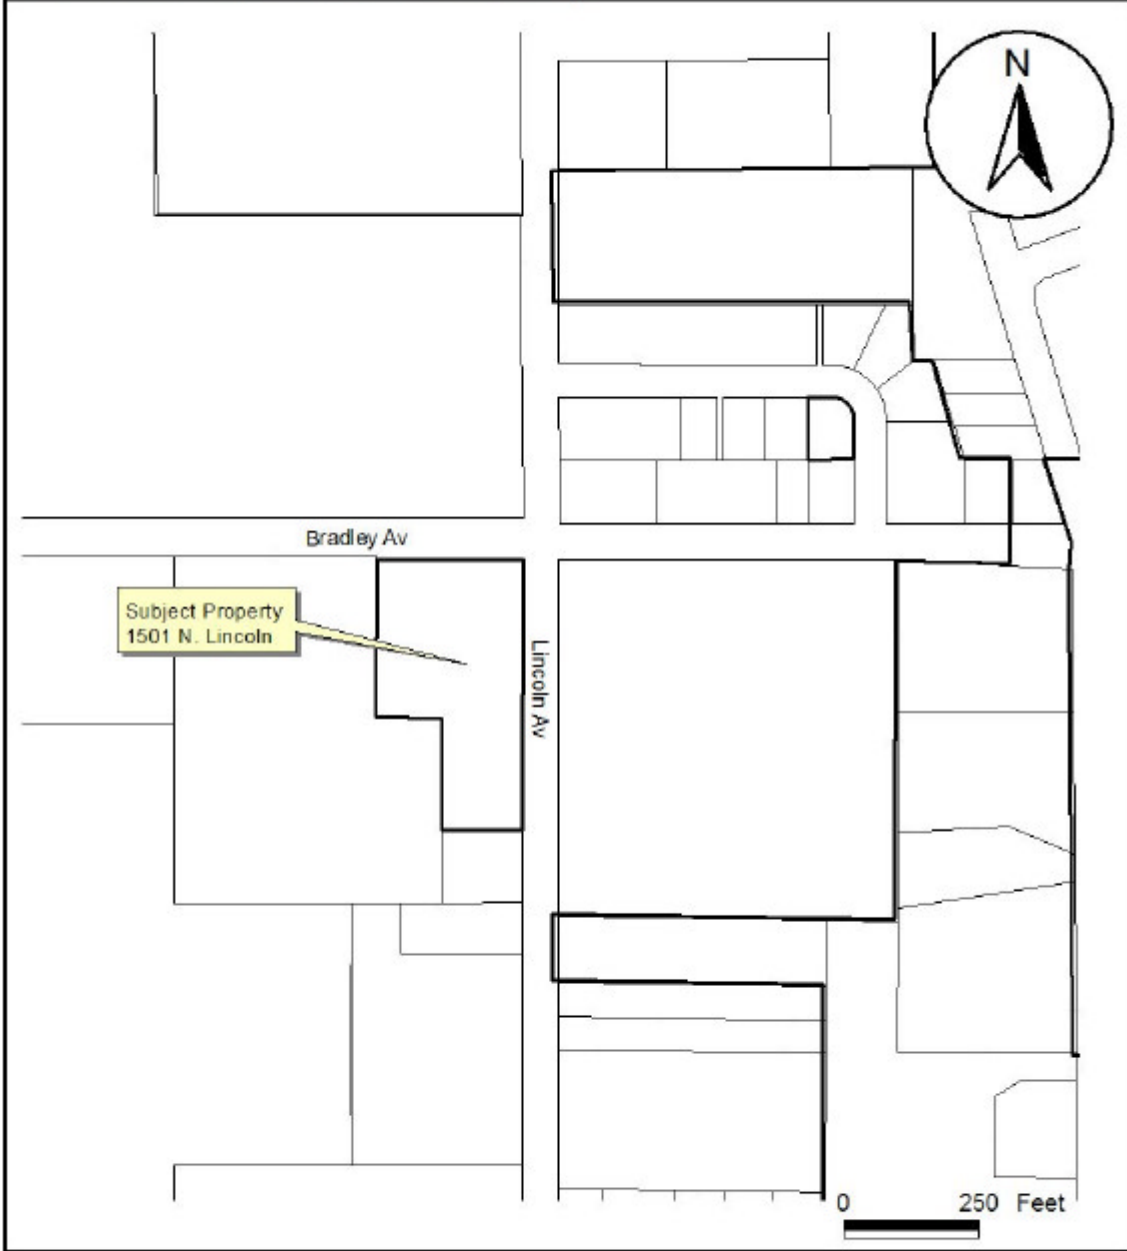 N
Bradley Av
Subject Property
1501 N. Lincoln
Lincoln Av
0 250 Feet